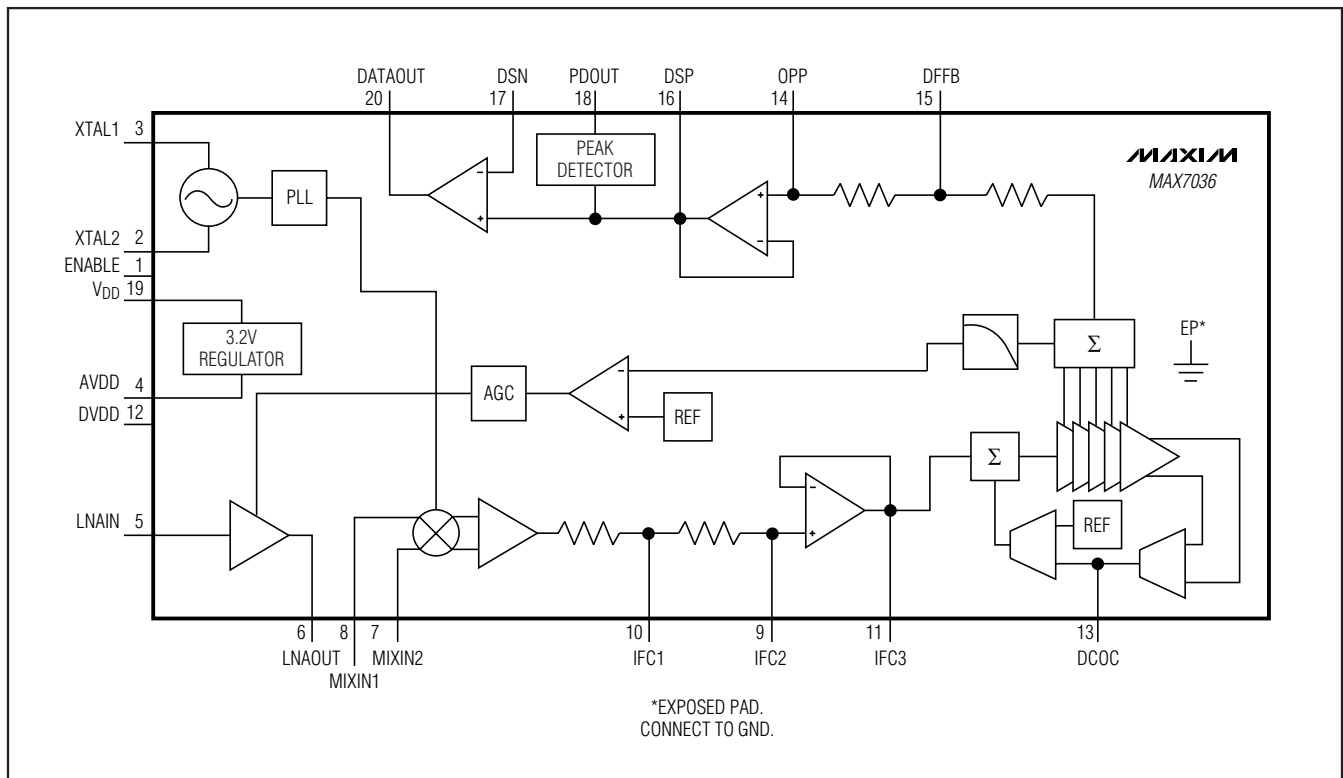 DATAOUT
20
DSN
17
PDOUT
18
DSP
16
OPP
14
DFFB
15
XTAL1 3
XTAL2 2
ENABLE 1
VDD 19
AVDD 4
DVDD 12
LNAIN 5
MAXIM
MAX7036
PEAK
DETECTOR
-
+
+
-
PLL
3.2V
REGULATOR
AGC
-
+
REF
Σ
EP*
Σ
-
+
REF
6
LNAOUT
8
MIXIN1
7
MIXIN2
10
IFC1
9
IFC2
11
IFC3
13
DCOC
*EXPOSED PAD.
CONNECT TO GND.